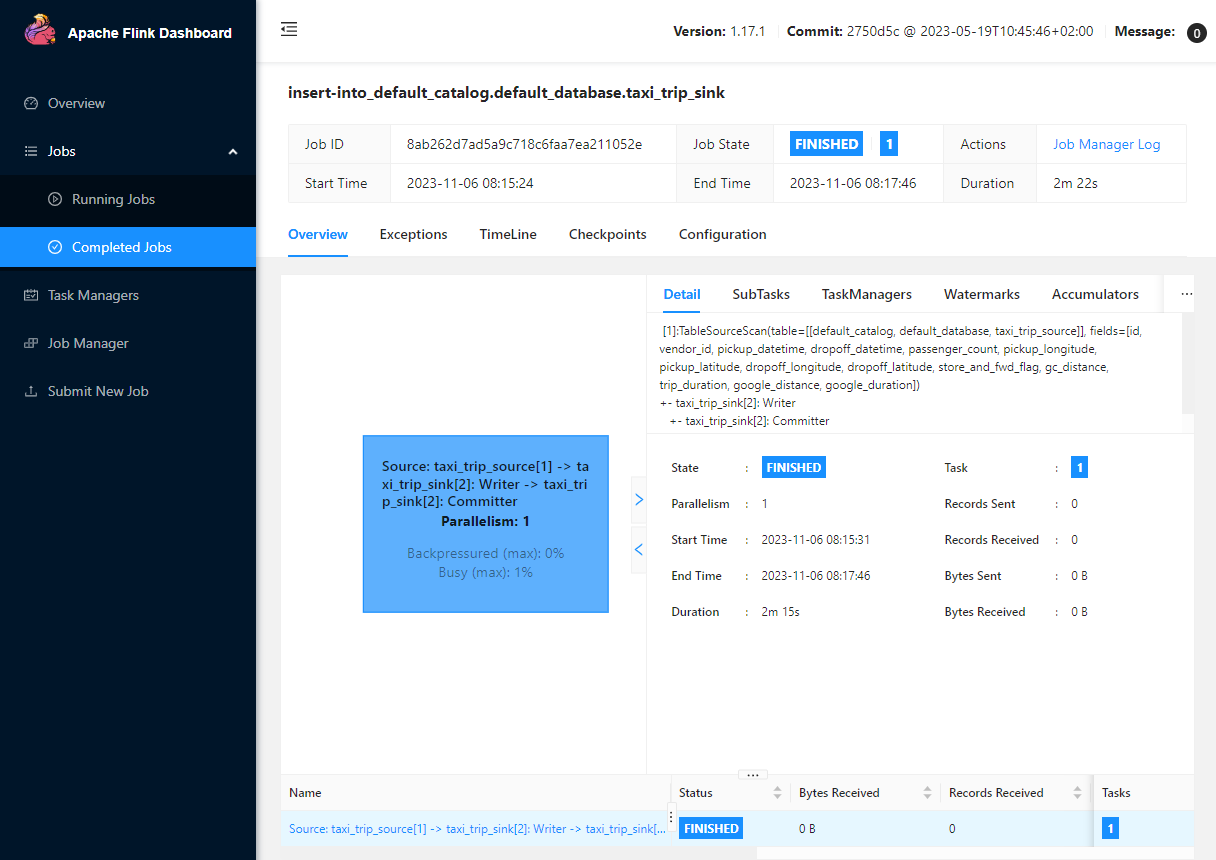 Apache Flink Dashboard
Version: 1.17.1 Commit: 2750d5c @ 2023-05-19T10:45:46+02:00 Message: 0
Overview
Jobs
Running Jobs
Completed Jobs
Task Managers
Job Manager
Submit New Job
insert-into_default_catalog.default_database.taxi_trip_sink
Job ID 8ab262d7ad5a9c718c6faa7ea211052e Job State FINISHED 1 Actions Job Manager Log
Start Time 2023-11-06 08:15:24 End Time 2023-11-06 08:17:46 Duration 2m 22s
Overview Exceptions TimeLine Checkpoints Configuration
Source: taxi_trip_source[1] -> ta
xi_trip_sink[2]: Writer -> taxi_tri
p_sink[2]: Committer
Parallelism: 1
Backpressured (max): 0%
Busy (max): 1%
Detail SubTasks TaskManagers Watermarks Accumulators ...
[1]:TableSourceScan(table=[[default_catalog, default_database, taxi_trip_source]], fields=[id,
vendor_id, pickup_datetime, dropoff_datetime, passenger_count, pickup_longitude,
pickup_latitude, dropoff_longitude, dropoff_latitude, store_and_fwd_flag, gc_distance,
trip_duration, google_distance, google_duration])
+- taxi_trip_sink[2]: Writer
+- taxi_trip_sink[2]: Committer
State : FINISHED Task : 1
Parallelism : 1 Records Sent : 0
Start Time : 2023-11-06 08:15:31 Records Received : 0
End Time : 2023-11-06 08:17:46 Bytes Sent : 0 B
Duration : 2m 15s Bytes Received : 0 B
Name Status Bytes Received Records Received Tasks
Source: taxi_trip_source[1] -> taxi_trip_sink[2]: Writer -> taxi_trip_sink[... FINISHED 0 B 0 1